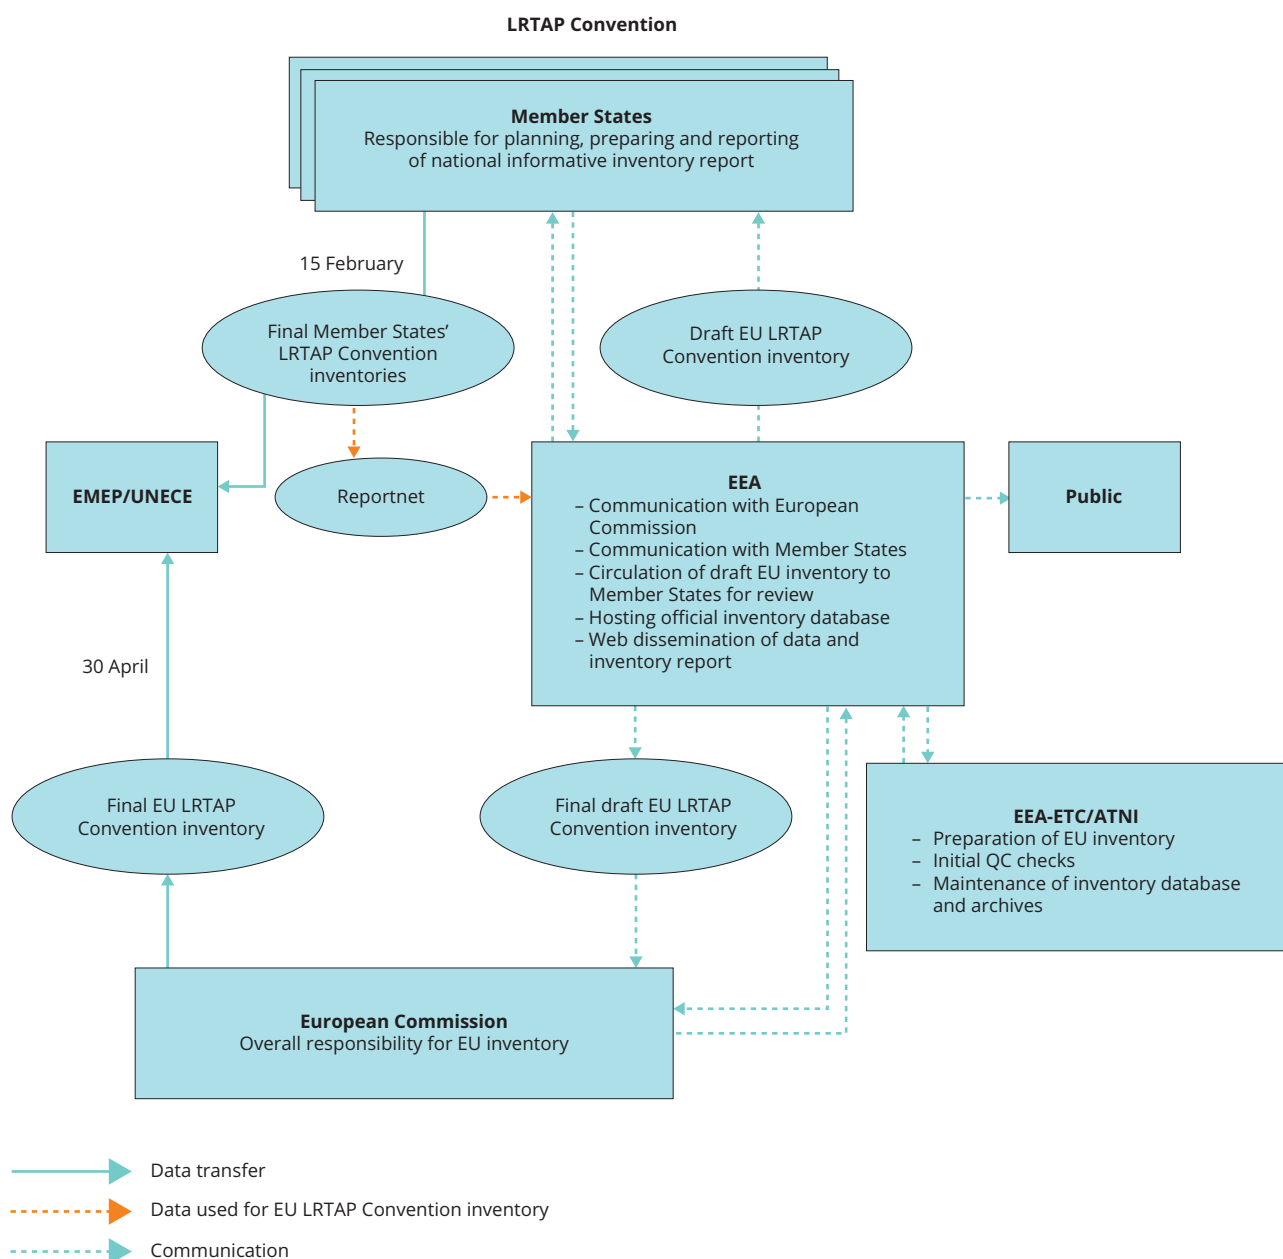 LRTAP Convention
Member States
Responsible for planning, preparing and reporting
of national informative inventory report
15 February
Final Member States’
LRTAP Convention
inventories
Draft EU LRTAP
Convention inventory
EMEP/UNECE
Reportnet
EEA
– Communication with European
Commission
– Communication with Member States
– Circulation of draft EU inventory to
Member States for review
– Hosting official inventory database
– Web dissemination of data and
inventory report
Public
30 April
Final EU LRTAP
Convention inventory
Final draft EU LRTAP
Convention inventory
EEA-ETC/ATNI
– Preparation of EU inventory
– Initial QC checks
– Maintenance of inventory database
and archives
European Commission
Overall responsibility for EU inventory
Data transfer
Data used for EU LRTAP Convention inventory
Communication